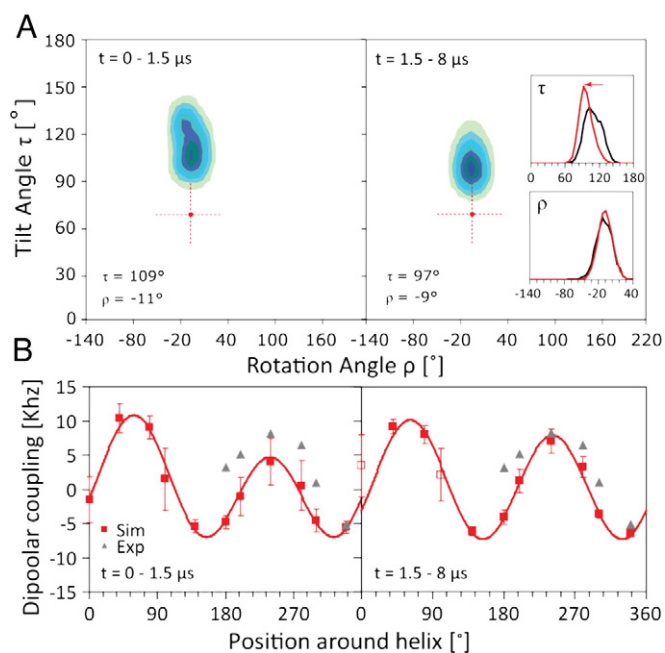 A
t = 0 - 1.5 µs
t = 1.5 - 8 µs
Tilt Angle τ [°]
180
150
120
90
60
30
0
τ = 109°
ρ = -11°
τ = 97°
ρ = -9°
τ
0 60 120 180
ρ
-140 -80 -20 40
-140 -80 -20 40 100 160
-140 -80 -20 40 100 160 220
Rotation Angle ρ [°]
B
Dipoolar coupling [Khz]
15
10
5
0
-5
-10
-15
Sim
Exp
t = 0 - 1.5 µs
t = 1.5 - 8 µs
0 90 180 270
0 90 180 270 360
Position around helix [°]